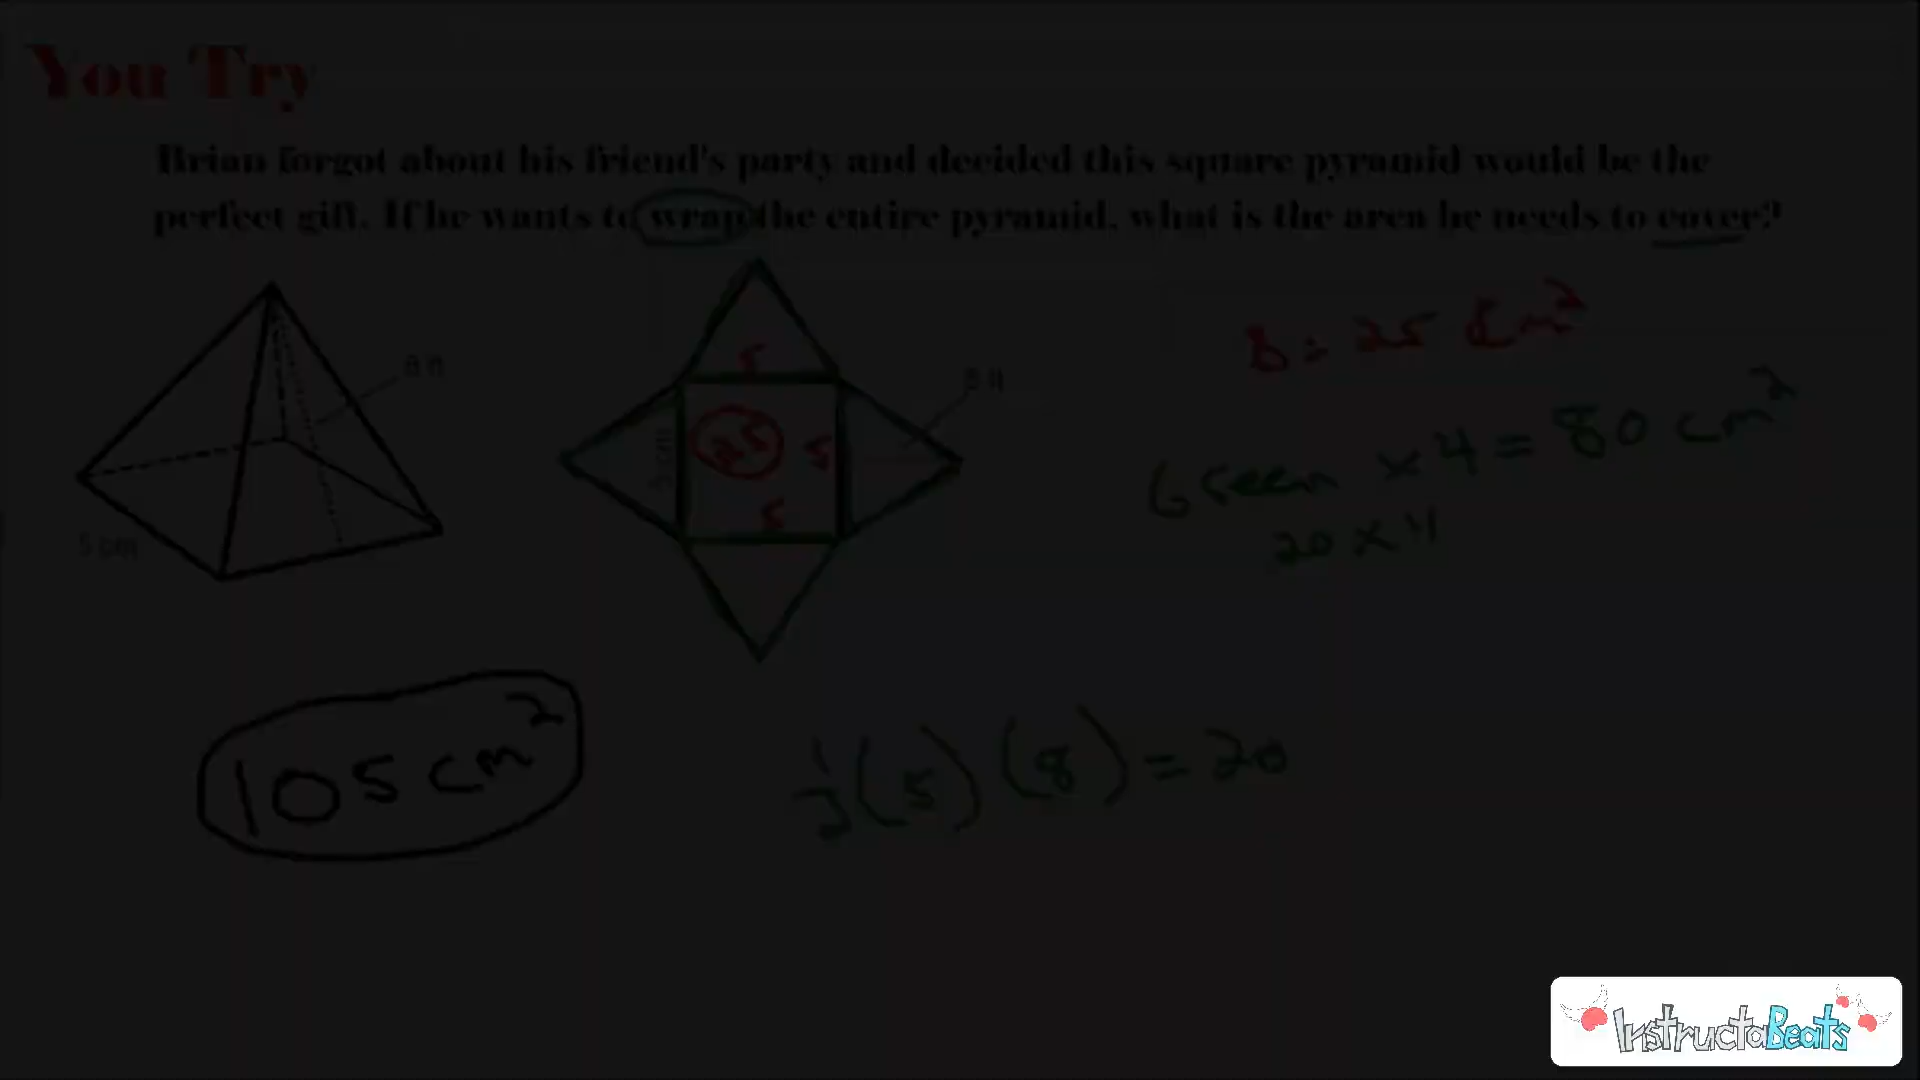 You Try
Brian forgot about his friend's party and decided this square pyramid would be the
perfect gift. If he wants to wrap the entire pyramid, what is the area he needs to cover?
8 ft
5 cm
5
25
5
5
5 cm
8 ft
B = 25 cm²
Green x 4 = 80 cm²
20 x 4
105 cm²
1/2 (5) (8) = 20
InstructaBeats